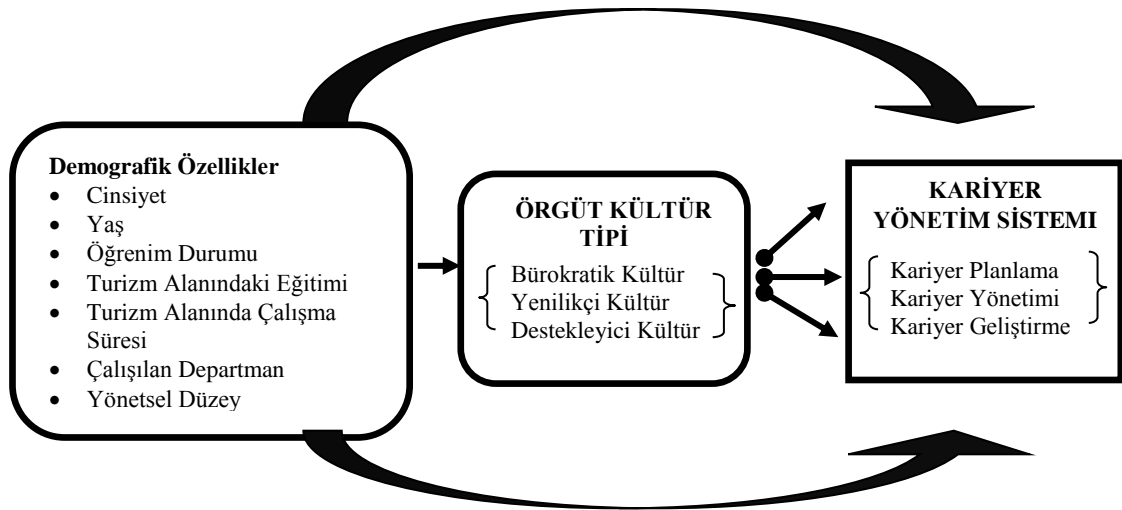 Demografik Özellikler
• Cinsiyet
• Yaş
• Öğrenim Durumu
• Turizm Alanındaki Eğitimi
• Turizm Alanında Çalışma
Süresi
• Çalışılan Departman
• Yönetsel Düzey
ÖRGÜT KÜLTÜR
TİPİ
Bürokratik Kültür
Yenilikçi Kültür
Destekleyici Kültür
KARİYER
YÖNETİM SİSTEMI
Kariyer Planlama
Kariyer Yönetimi
Kariyer Geliştirme